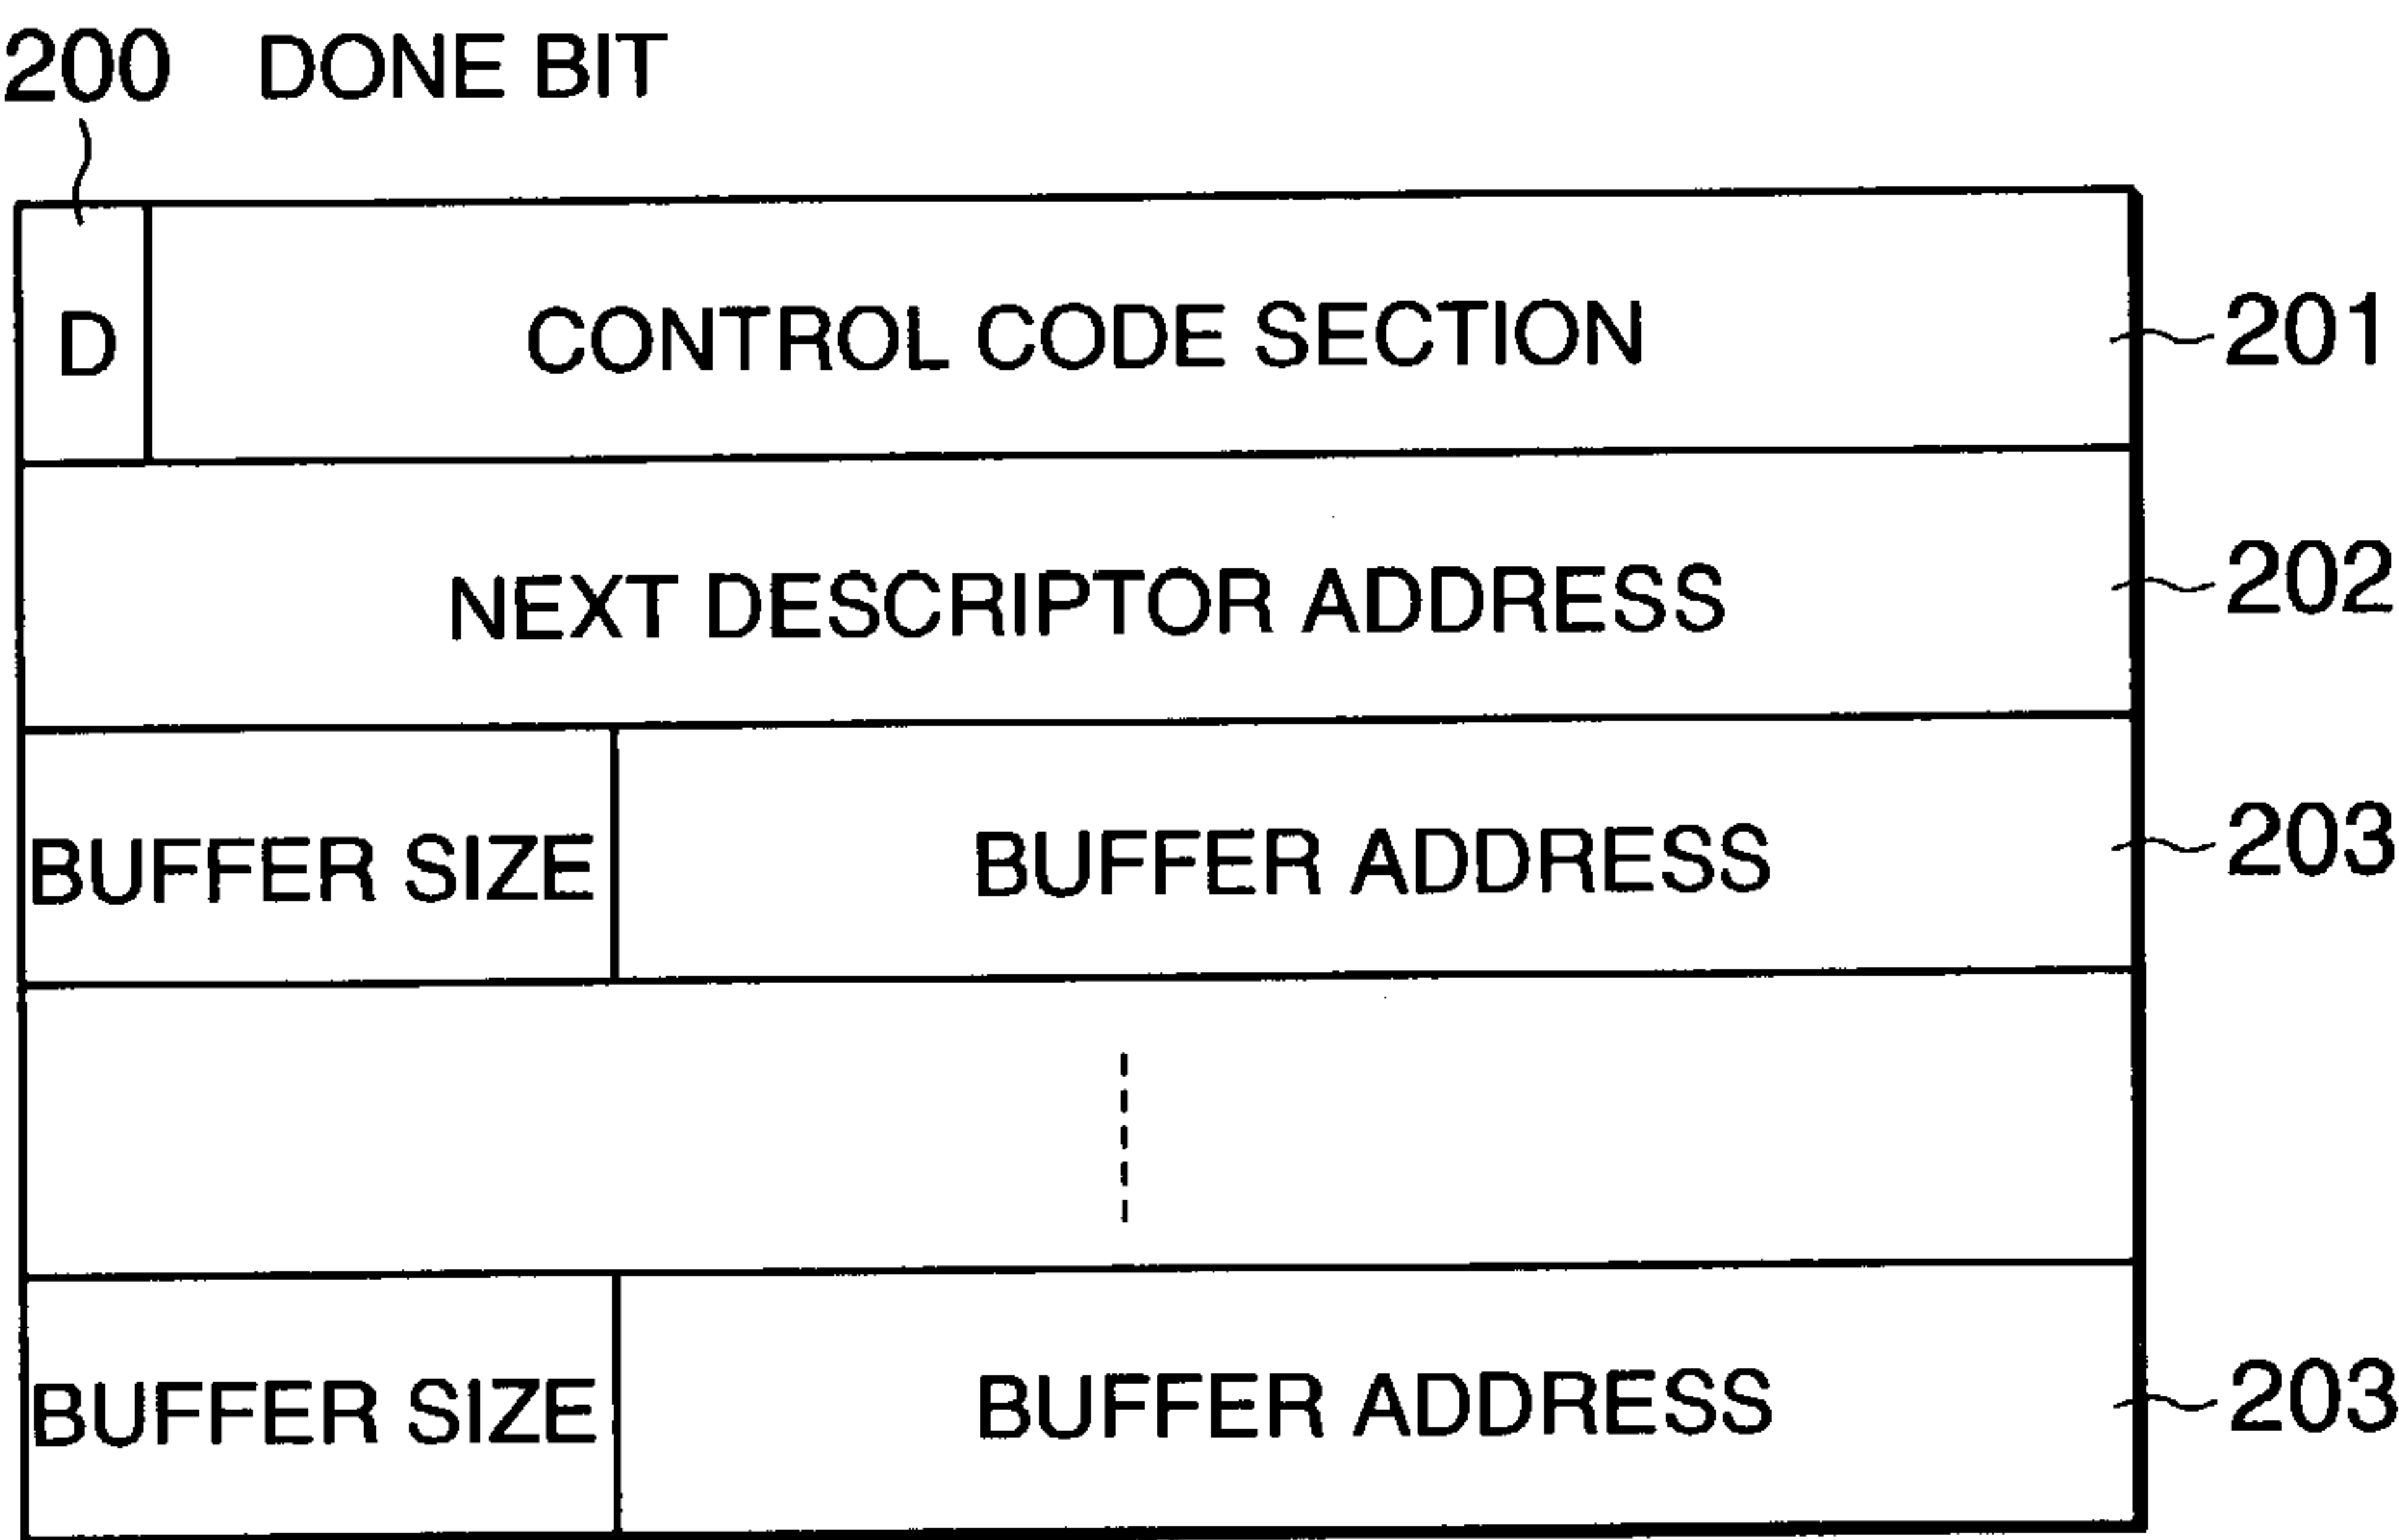 200 DONE BIT
D CONTROL CODE SECTION 201
NEXT DESCRIPTOR ADDRESS 202
BUFFER SIZE BUFFER ADDRESS 203
BUFFER SIZE BUFFER ADDRESS 203